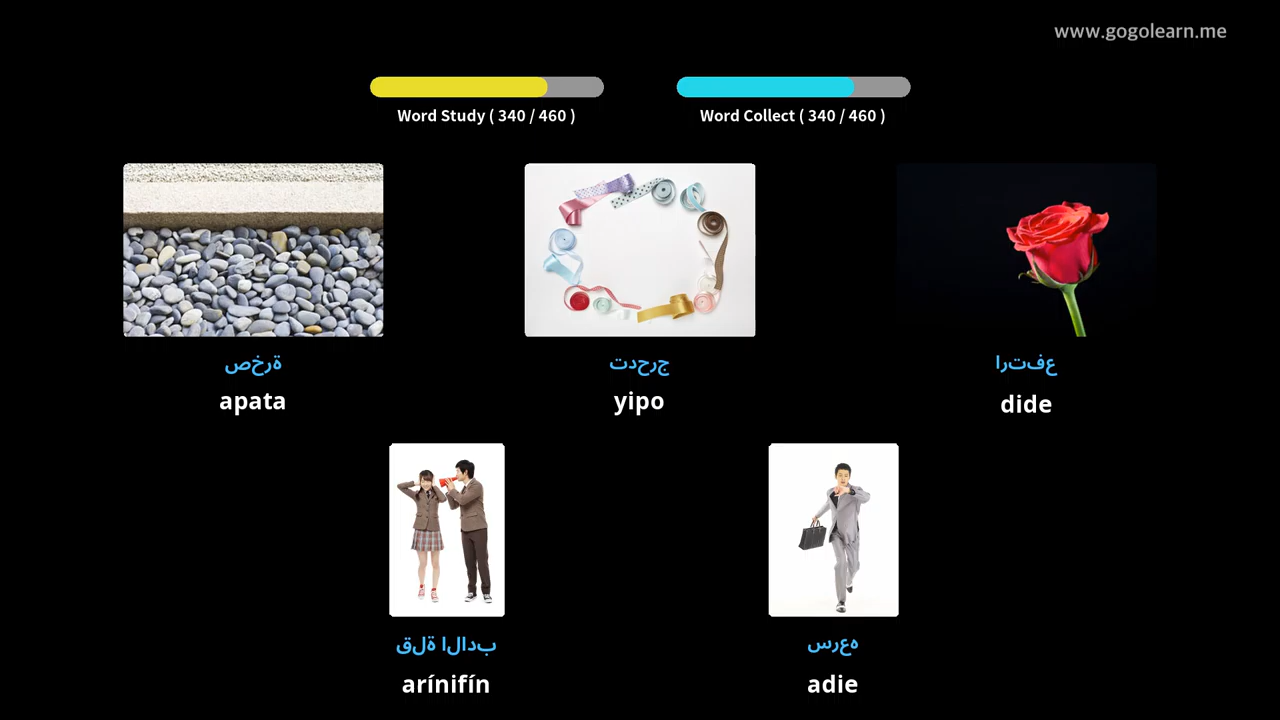 www.gogolearn.me
Word Study ( 340 / 460 )
Word Collect ( 340 / 460 )
ةرخص
جرحدت
عفترا
apata
yipo
dide
بدالا ةلق
هعرس
arínifín
adie